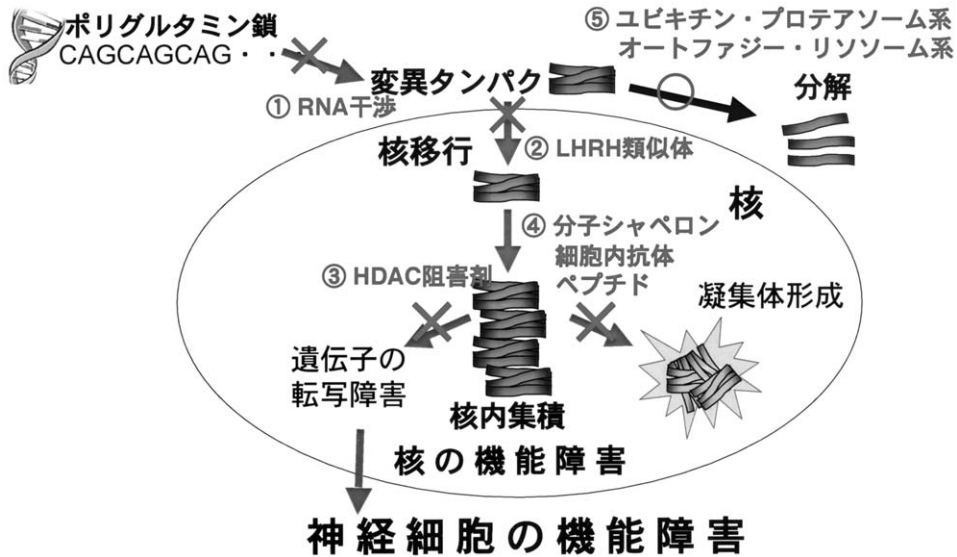 ポリグルタミン鎖
CAGCAGCAG・・・
① RNA干渉
変異タンパク
⑤ ユビキチン・プロテアソーム系
オートファジー・リソソーム系
分解
核移行
② LHRH類似体
核
④ 分子シャペロン
細胞内抗体
ペプチド
③ HDAC阻害剤
凝集体形成
遺伝子の
転写障害
核内集積
核の機能障害
神経細胞の機能障害